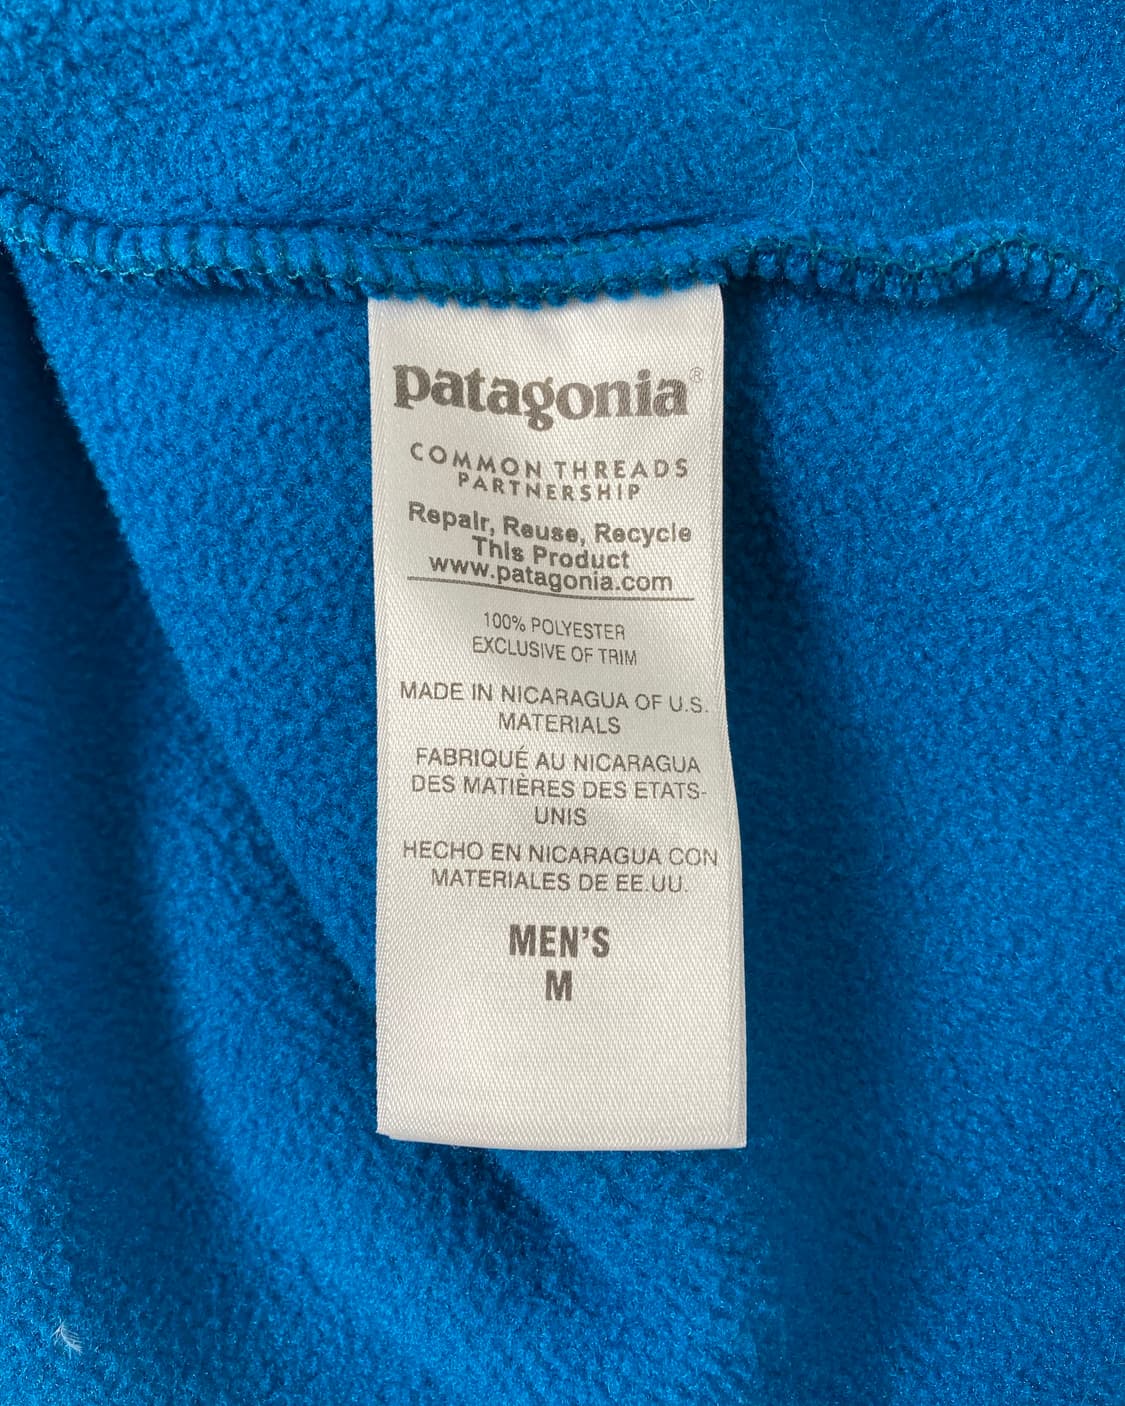 patagonia®
COMMON THREADS
PARTNERSHIP
Repair, Reuse, Recycle
This Product
www.patagonia.com
100% POLYESTER
EXCLUSIVE OF TRIM
MADE IN NICARAGUA OF U.S.
MATERIALS
FABRIQUÉ AU NICARAGUA
DES MATIÈRES DES ETATS-
UNIS
HECHO EN NICARAGUA CON
MATERIALES DE EE.UU.
MEN'S
M